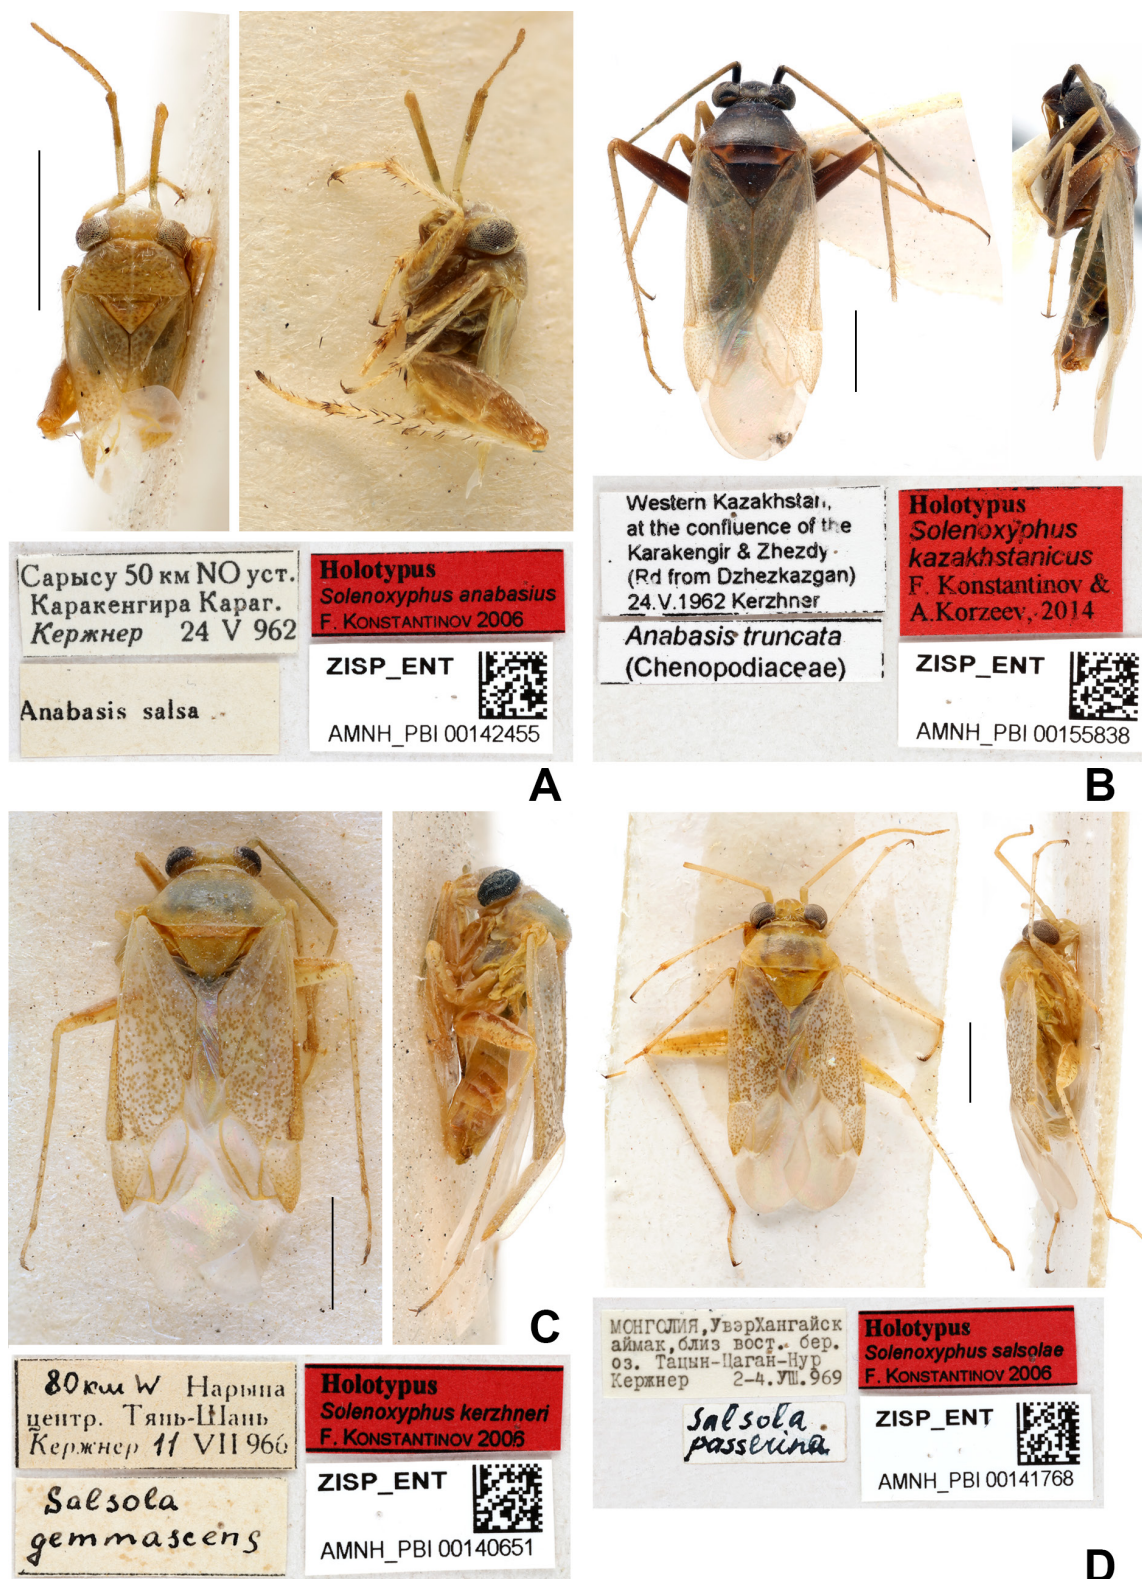 Сарысу 50 км NO уст.
Каракенгира Караг.
Кержнер 24 V 962
Anabasis salsa
Holotypus
Solenoxyphus anabasius
F. KONSTANTINOV 2006
ZISP_ENT
AMNH_PBI 00142455
A
Western Kazakhstan,
at the confluence of the
Karakengir & Zhezdy
(Rd from Dzhezkazgan)
24.V.1962 Kerzhner
Anabasis truncata
(Chenopodiaceae)
Holotypus
Solenoxyphus
kazakhstanicus
F. Konstantinov &
A.Korzeev, 2014
ZISP_ENT
AMNH_PBI 00155838
B
C
80 км W Нарына
центр. Тянь-Шань
Кержнер 11 VII 966
Salsola
gemmascens
Holotypus
Solenoxyphus kerzhneri
F. KONSTANTINOV 2006
ZISP_ENT
AMNH_PBI 00140651
МОНГОЛИЯ, УвэрХангайск
аймак, близ вост. бер.
оз. Тацын-Цаган-Нур
Кержнер 2-4.УШ.969
Salsola
passerina
Holotypus
Solenoxyphus salsolae
F. KONSTANTINOV 2006
ZISP_ENT
AMNH_PBI 00141768
D